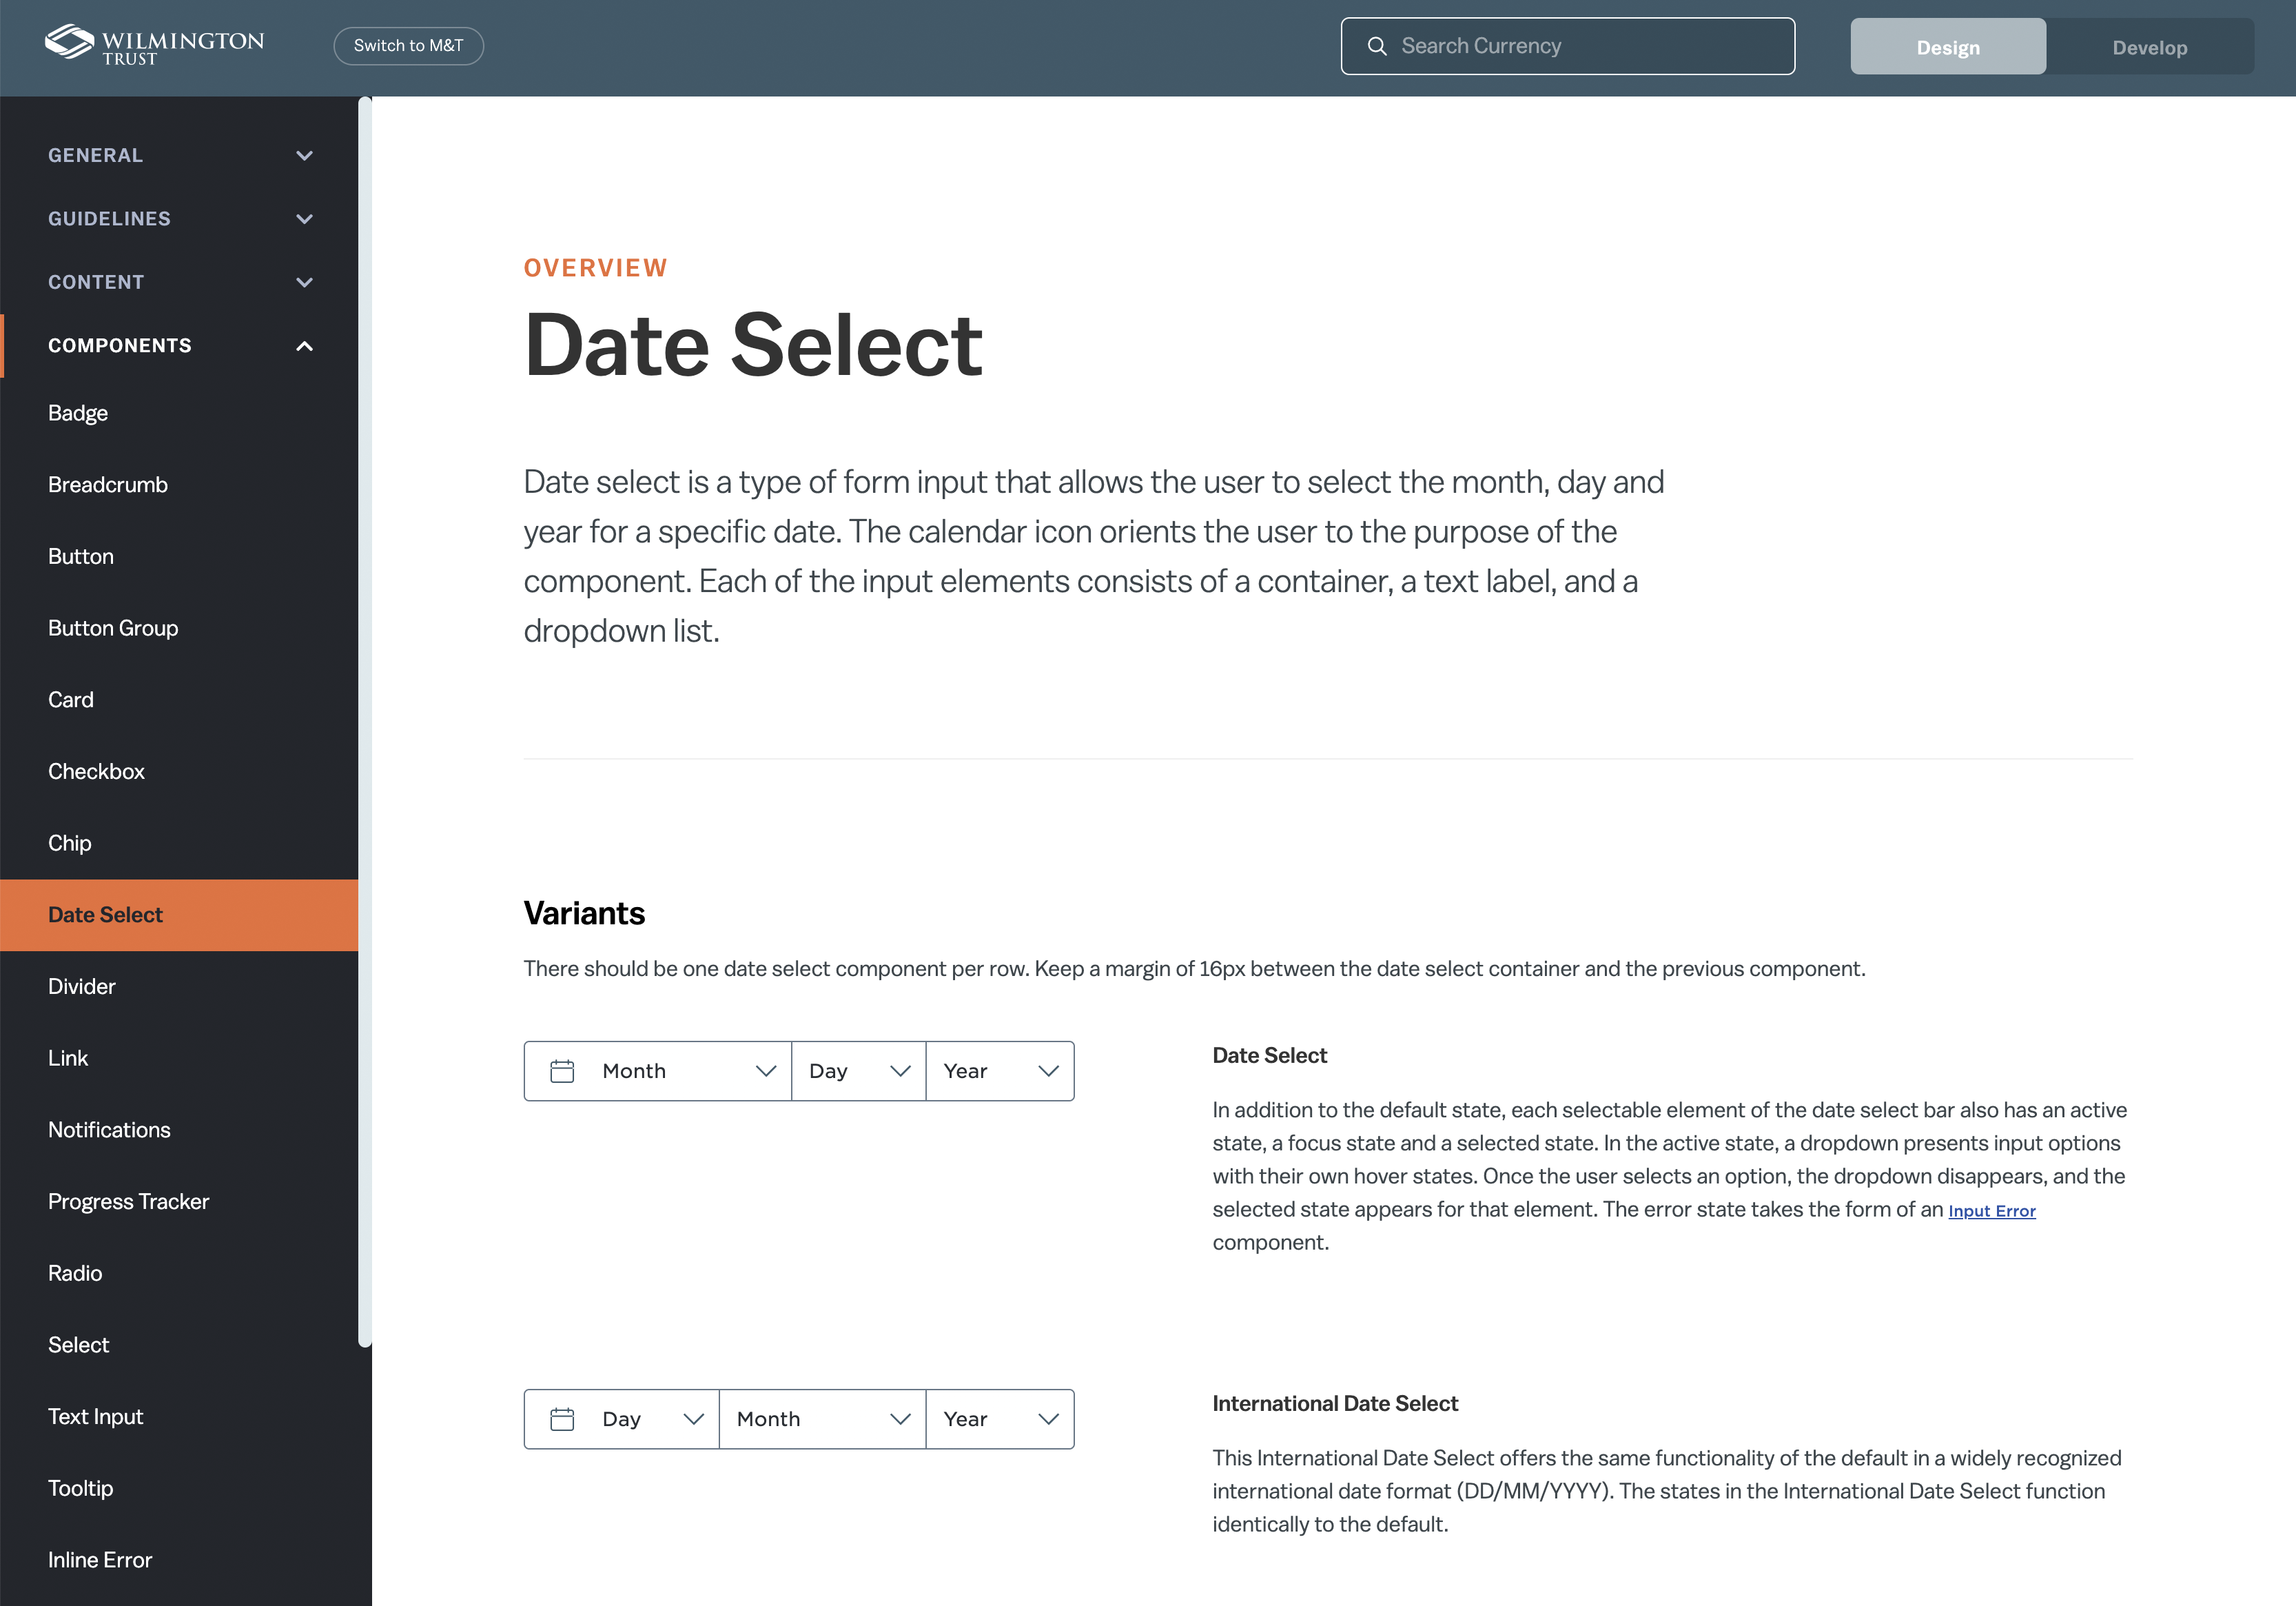 WILMINGTON
TRUST
Switch to M&T
Search Currency
Design
Develop
GENERAL
GUIDELINES
CONTENT
COMPONENTS
Badge
Breadcrumb
Button
Button Group
Card
Checkbox
Chip
Date Select
Divider
Link
Notifications
Progress Tracker
Radio
Select
Text Input
Tooltip
Inline Error
OVERVIEW
Date Select
Date select is a type of form input that allows the user to select the month, day and
year for a specific date. The calendar icon orients the user to the purpose of the
component. Each of the input elements consists of a container, a text label, and a
dropdown list.
Variants
There should be one date select component per row. Keep a margin of 16px between the date select container and the previous component.
Month Day Year
Date Select
In addition to the default state, each selectable element of the date select bar also has an active
state, a focus state and a selected state. In the active state, a dropdown presents input options
with their own hover states. Once the user selects an option, the dropdown disappears, and the
selected state appears for that element. The error state takes the form of an Input Error
component.
Day Month Year
International Date Select
This International Date Select offers the same functionality of the default in a widely recognized
international date format (DD/MM/YYYY). The states in the International Date Select function
identically to the default.